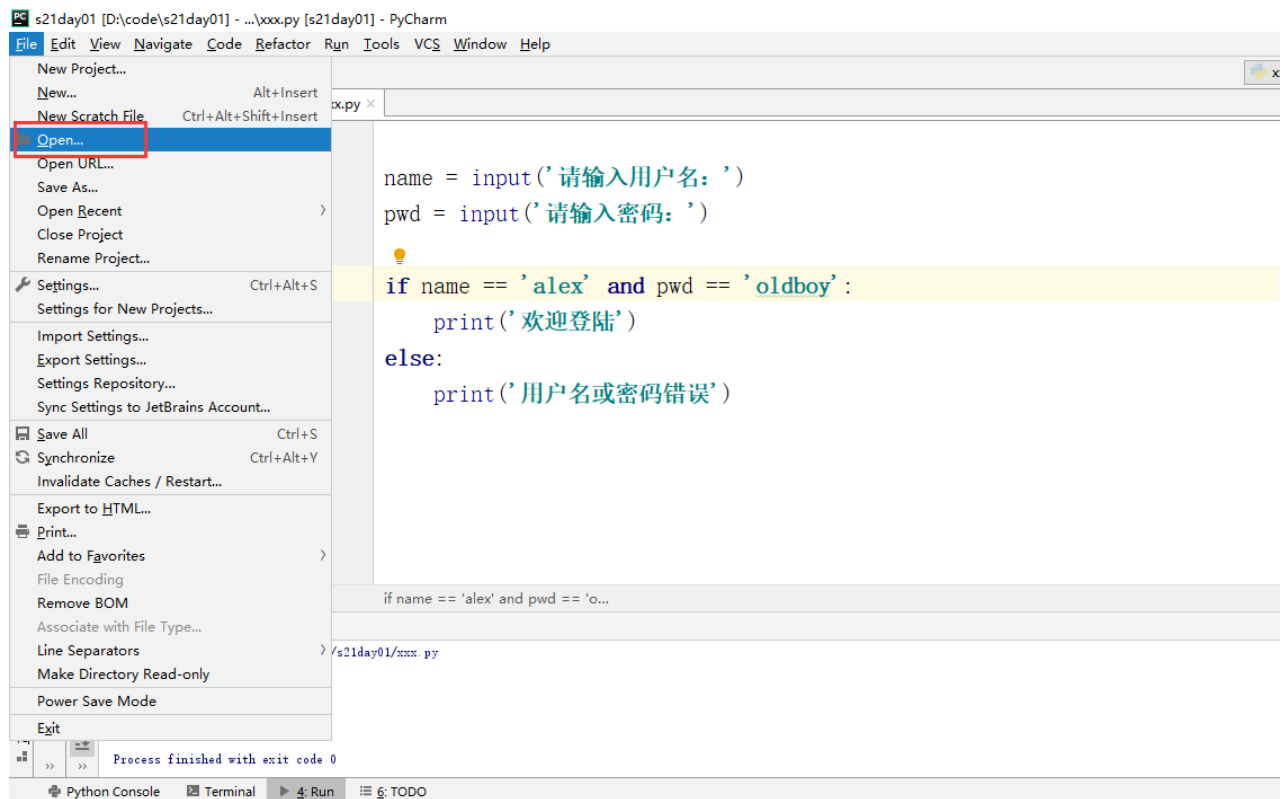 PC s21day01 [D:\code\s21day01] - ...\xxx.py [s21day01] - PyCharm
File Edit View Navigate Code Refactor Run Tools VCS Window Help
New Project...
New... Alt+Insert
New Scratch File Ctrl+Alt+Shift+Insert
Open...
Open URL...
Save As...
Open Recent
Close Project
Rename Project...
Settings... Ctrl+Alt+S
Settings for New Projects...
Import Settings...
Export Settings...
Settings Repository...
Sync Settings to JetBrains Account...
Save All Ctrl+S
Synchronize Ctrl+Alt+Y
Invalidate Caches / Restart...
Export to HTML...
Print...
Add to Favorites
File Encoding
Remove BOM
Associate with File Type...
Line Separators
Make Directory Read-only
Power Save Mode
Exit
xx.py
name = input('请输入用户名：')
pwd = input('请输入密码：')
if name == 'alex' and pwd == 'oldboy':
print('欢迎登陆')
else:
print('用户名或密码错误')
if name == 'alex' and pwd == 'o...
/s21day01/xxx.py
Process finished with exit code 0
Python Console Terminal 4: Run 6: TODO